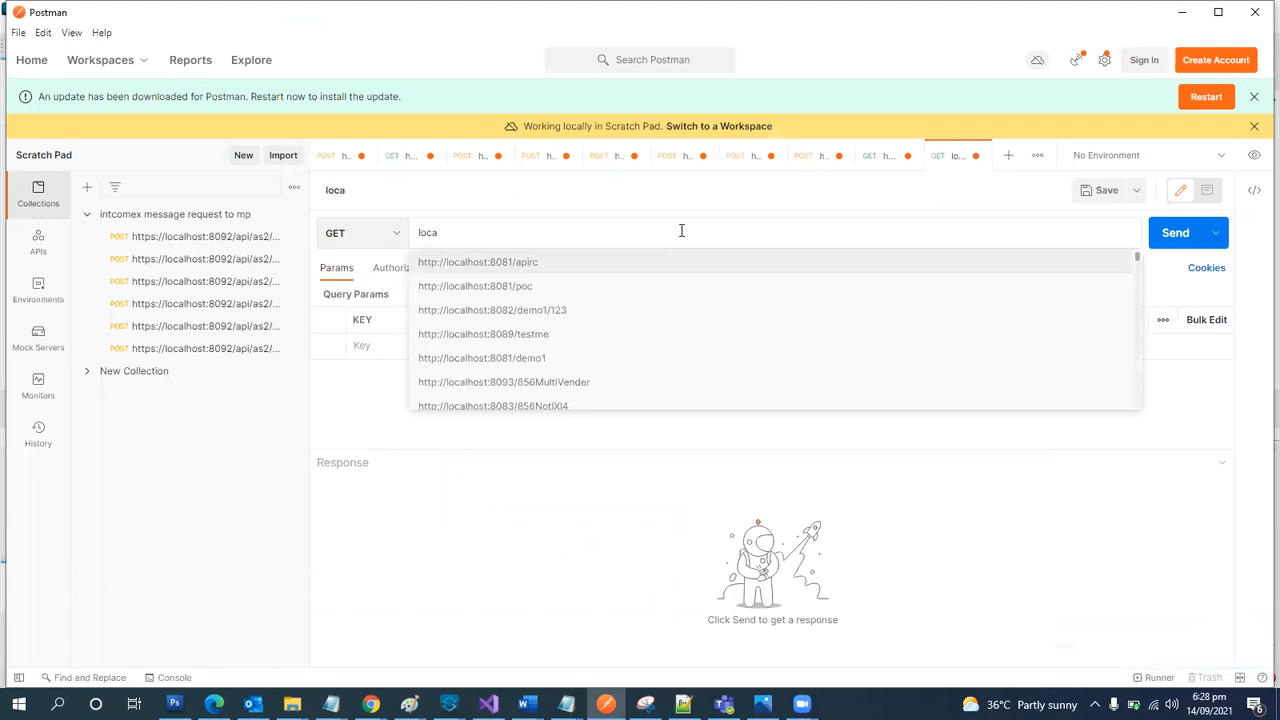 Postman
File Edit View Help
Home Workspaces Reports Explore Search Postman Sign In Create Account
An update has been downloaded for Postman. Restart now to install the update. Restart
Working locally in Scratch Pad. Switch to a Workspace
Scratch Pad New Import POST h.. GET h... POST h.. POST h.. POST h.. POST h.. POST h.. POST h.. GET h... GET lo... No Environment
Collections
APIs
Environments
Mock Servers
Monitors
History
intcomex message request to mp
POST https://localhost:8092/api/as2/...
POST https://localhost:8092/api/as2/...
POST https://localhost:8092/api/as2/...
POST https://localhost:8092/api/as2/...
POST https://localhost:8092/api/as2/...
POST https://localhost:8092/api/as2/...
New Collection
loca Save
GET loca Send
http://localhost:8081/apirc
http://localhost:8081/poc
http://localhost:8082/demo1/123
http://localhost:8089/testme
http://localhost:8081/demo1
http://localhost:8093/856MultiVender
http://localhost:8083/856NotiXl4
Params Authoriz Cookies
Query Params
KEY Bulk Edit
Key
Response
Click Send to get a response
Find and Replace Console Runner Trash
36°C Partly sunny 6:28 pm
14/09/2021 6